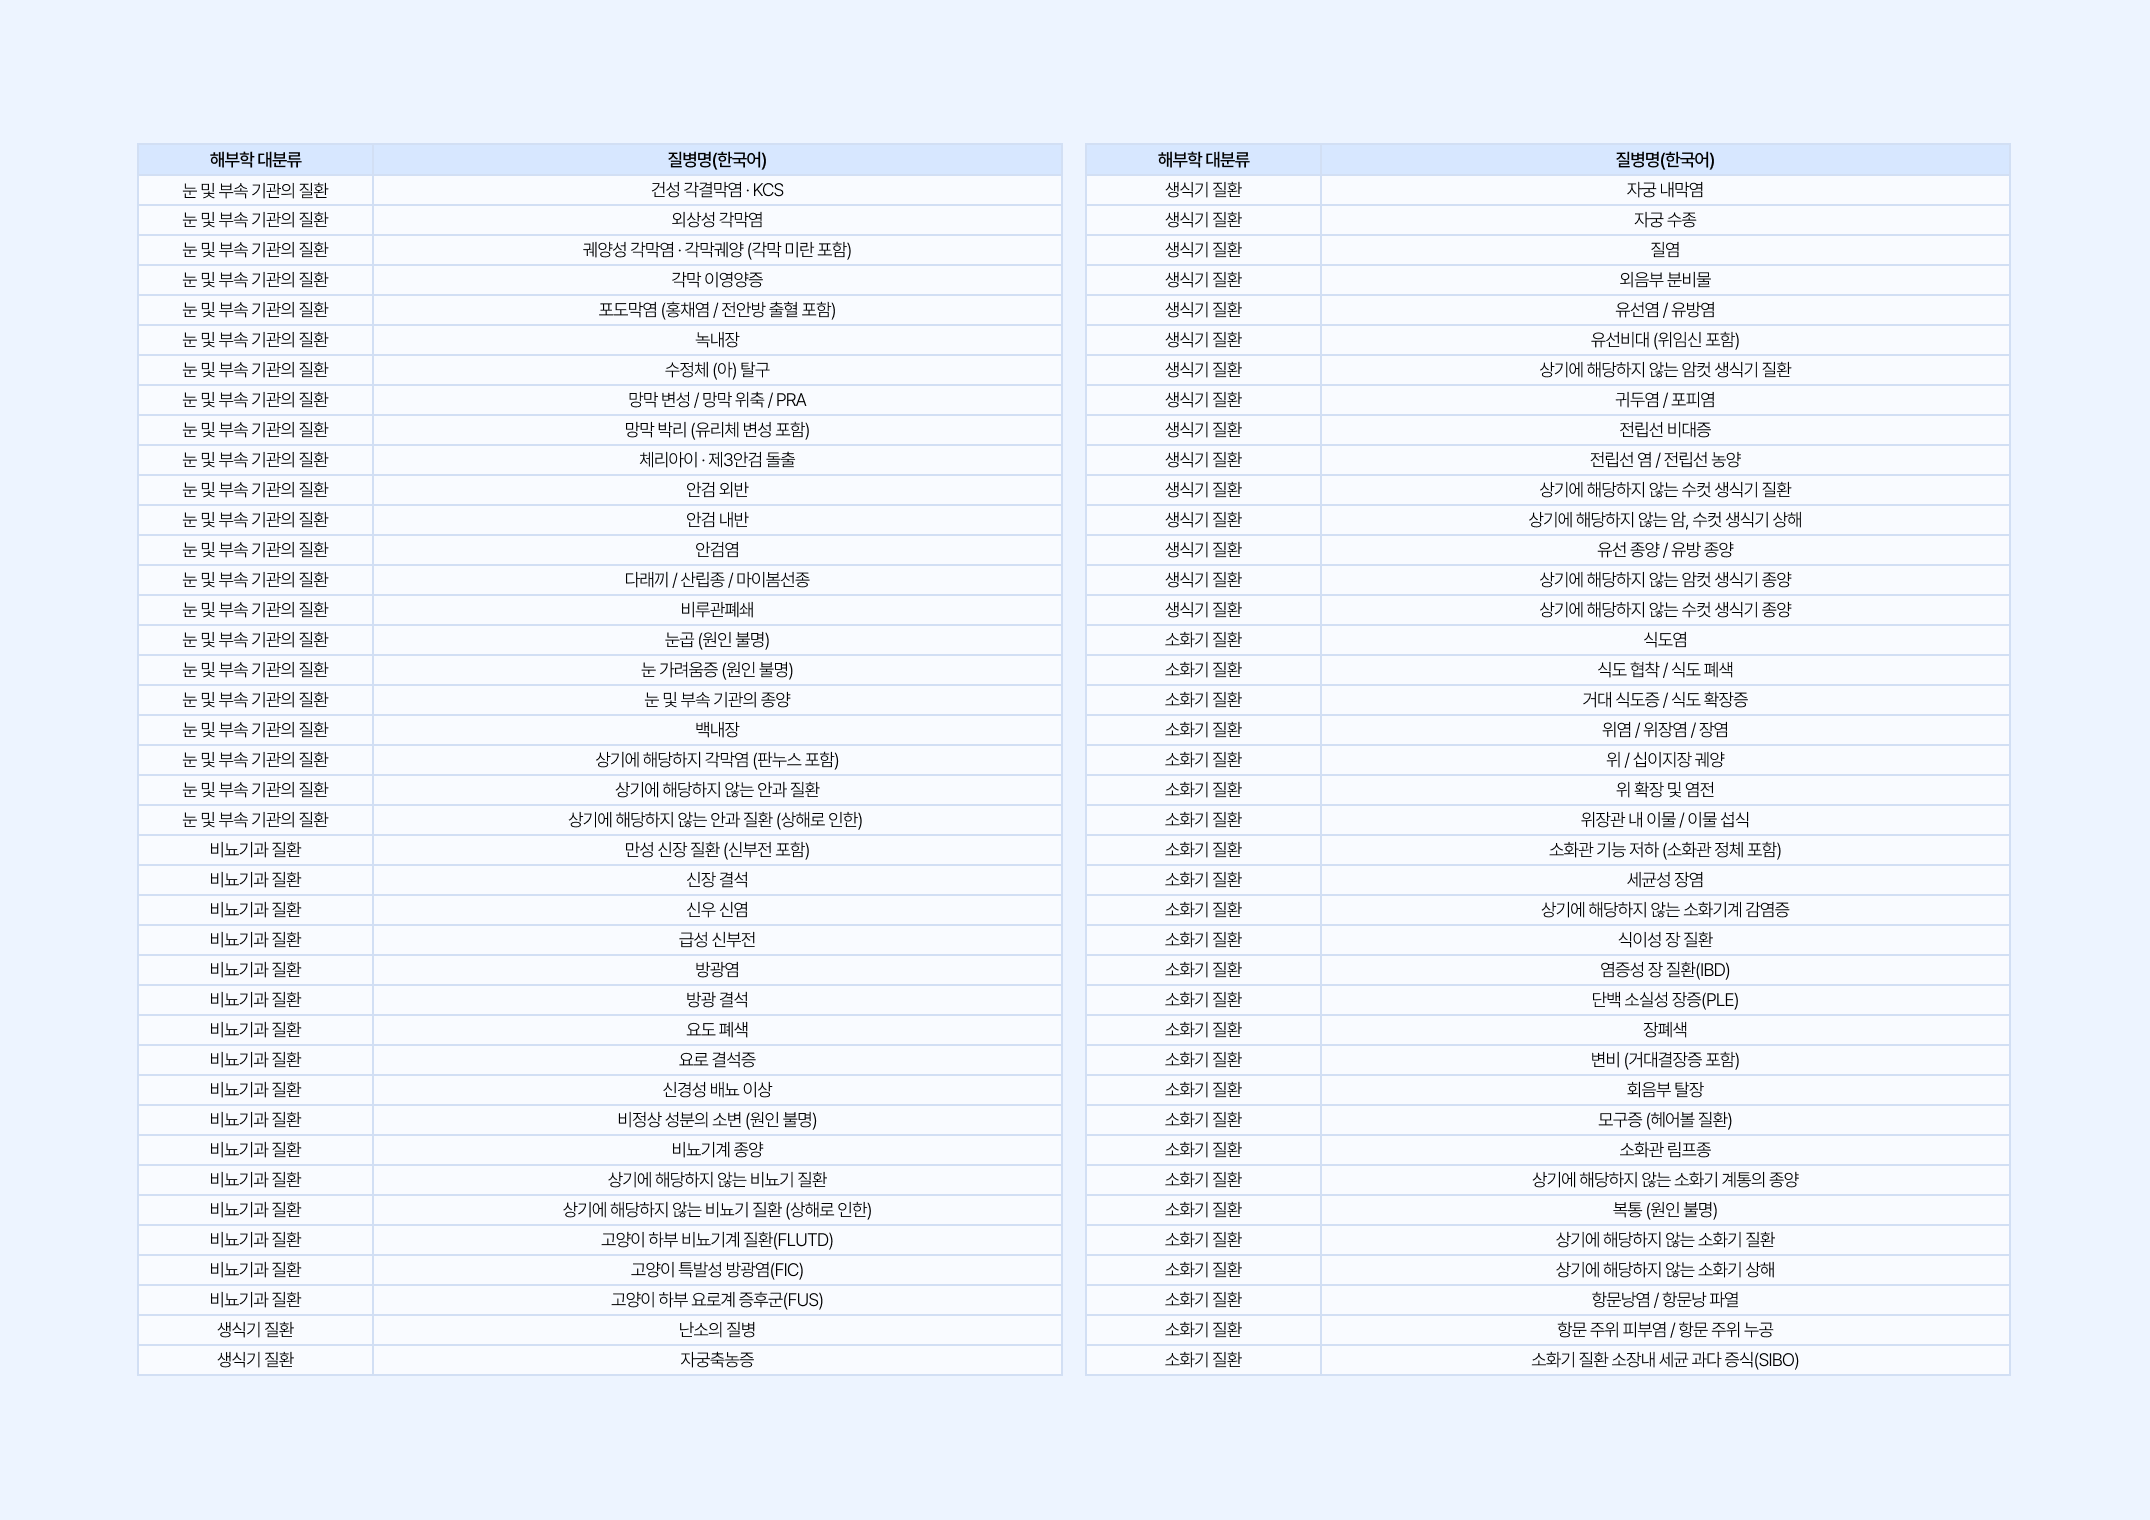 해부학 대분류 질병명(한국어)
눈 및 부속 기관의 질환 건성 각결막염 · KCS
눈 및 부속 기관의 질환 외상성 각막염
눈 및 부속 기관의 질환 궤양성 각막염 · 각막궤양 (각막 미란 포함)
눈 및 부속 기관의 질환 각막 이영양증
눈 및 부속 기관의 질환 포도막염 (홍채염 / 전안방 출혈 포함)
눈 및 부속 기관의 질환 녹내장
눈 및 부속 기관의 질환 수정체 (아) 탈구
눈 및 부속 기관의 질환 망막 변성 / 망막 위축 / PRA
눈 및 부속 기관의 질환 망막 박리 (유리체 변성 포함)
눈 및 부속 기관의 질환 체리아이 · 제3안검 돌출
눈 및 부속 기관의 질환 안검 외반
눈 및 부속 기관의 질환 안검 내반
눈 및 부속 기관의 질환 안검염
눈 및 부속 기관의 질환 다래끼 / 산립종 / 마이봄선종
눈 및 부속 기관의 질환 비루관폐쇄
눈 및 부속 기관의 질환 눈곱 (원인 불명)
눈 및 부속 기관의 질환 눈 가려움증 (원인 불명)
눈 및 부속 기관의 질환 눈 및 부속 기관의 종양
눈 및 부속 기관의 질환 백내장
눈 및 부속 기관의 질환 상기에 해당하지 각막염 (판누스 포함)
눈 및 부속 기관의 질환 상기에 해당하지 않는 안과 질환
눈 및 부속 기관의 질환 상기에 해당하지 않는 안과 질환 (상해로 인한)
비뇨기과 질환 만성 신장 질환 (신부전 포함)
비뇨기과 질환 신장 결석
비뇨기과 질환 신우 신염
비뇨기과 질환 급성 신부전
비뇨기과 질환 방광염
비뇨기과 질환 방광 결석
비뇨기과 질환 요도 폐색
비뇨기과 질환 요로 결석증
비뇨기과 질환 신경성 배뇨 이상
비뇨기과 질환 비정상 성분의 소변 (원인 불명)
비뇨기과 질환 비뇨기계 종양
비뇨기과 질환 상기에 해당하지 않는 비뇨기 질환
비뇨기과 질환 상기에 해당하지 않는 비뇨기 질환 (상해로 인한)
비뇨기과 질환 고양이 하부 비뇨기계 질환(FLUTD)
비뇨기과 질환 고양이 특발성 방광염(FIC)
비뇨기과 질환 고양이 하부 요로계 증후군(FUS)
생식기 질환 난소의 질병
생식기 질환 자궁축농증
해부학 대분류 질병명(한국어)
생식기 질환 자궁 내막염
생식기 질환 자궁 수종
생식기 질환 질염
생식기 질환 외음부 분비물
생식기 질환 유선염 / 유방염
생식기 질환 유선비대 (위임신 포함)
생식기 질환 상기에 해당하지 않는 암컷 생식기 질환
생식기 질환 귀두염 / 포피염
생식기 질환 전립선 비대증
생식기 질환 전립선 염 / 전립선 농양
생식기 질환 상기에 해당하지 않는 수컷 생식기 질환
생식기 질환 상기에 해당하지 않는 암, 수컷 생식기 상해
생식기 질환 유선 종양 / 유방 종양
생식기 질환 상기에 해당하지 않는 암컷 생식기 종양
생식기 질환 상기에 해당하지 않는 수컷 생식기 종양
소화기 질환 식도염
소화기 질환 식도 협착 / 식도 폐색
소화기 질환 거대 식도증 / 식도 확장증
소화기 질환 위염 / 위장염 / 장염
소화기 질환 위 / 십이지장 궤양
소화기 질환 위 확장 및 염전
소화기 질환 위장관 내 이물 / 이물 섭식
소화기 질환 소화관 기능 저하 (소화관 정체 포함)
소화기 질환 세균성 장염
소화기 질환 상기에 해당하지 않는 소화기계 감염증
소화기 질환 식이성 장 질환
소화기 질환 염증성 장 질환(IBD)
소화기 질환 단백 소실성 장증(PLE)
소화기 질환 장폐색
소화기 질환 변비 (거대결장증 포함)
소화기 질환 회음부 탈장
소화기 질환 모구증 (헤어볼 질환)
소화기 질환 소화관 림프종
소화기 질환 상기에 해당하지 않는 소화기 계통의 종양
소화기 질환 복통 (원인 불명)
소화기 질환 상기에 해당하지 않는 소화기 질환
소화기 질환 상기에 해당하지 않는 소화기 상해
소화기 질환 항문낭염 / 항문낭 파열
소화기 질환 항문 주위 피부염 / 항문 주위 누공
소화기 질환 소화기 질환 소장내 세균 과다 증식(SIBO)